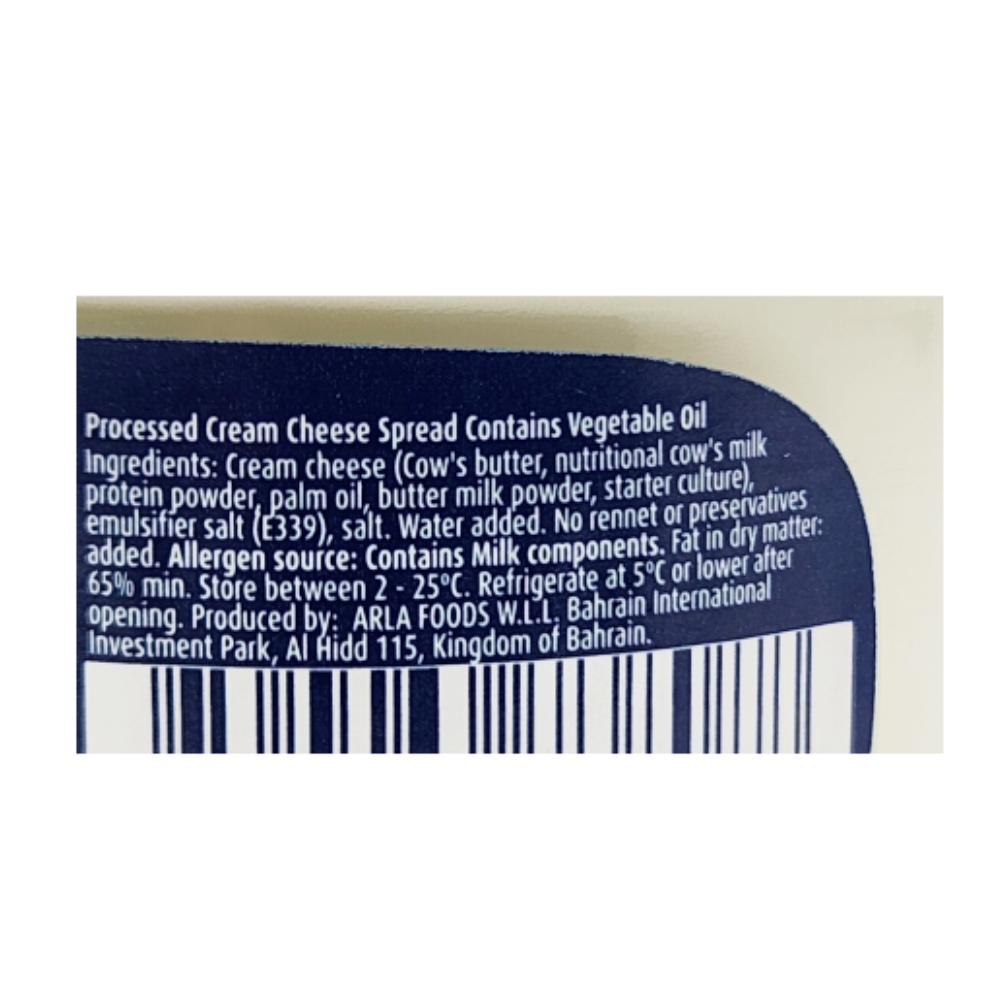 Processed Cream Cheese Spread Contains Vegetable Oil
Ingredients: Cream cheese (Cow's butter, nutritional cow's milk
protein powder, palm oil, butter milk powder, starter culture),
emulsifier salt (E339), salt. Water added. No rennet or preservatives
added. Allergen source: Contains Milk components. Fat in dry matter:
65% min. Store between 2 - 25ºC. Refrigerate at 5ºC or lower after
opening. Produced by: ARLA FOODS W.L.L. Bahrain International
Investment Park, Al Hidd 115, Kingdom of Bahrain.